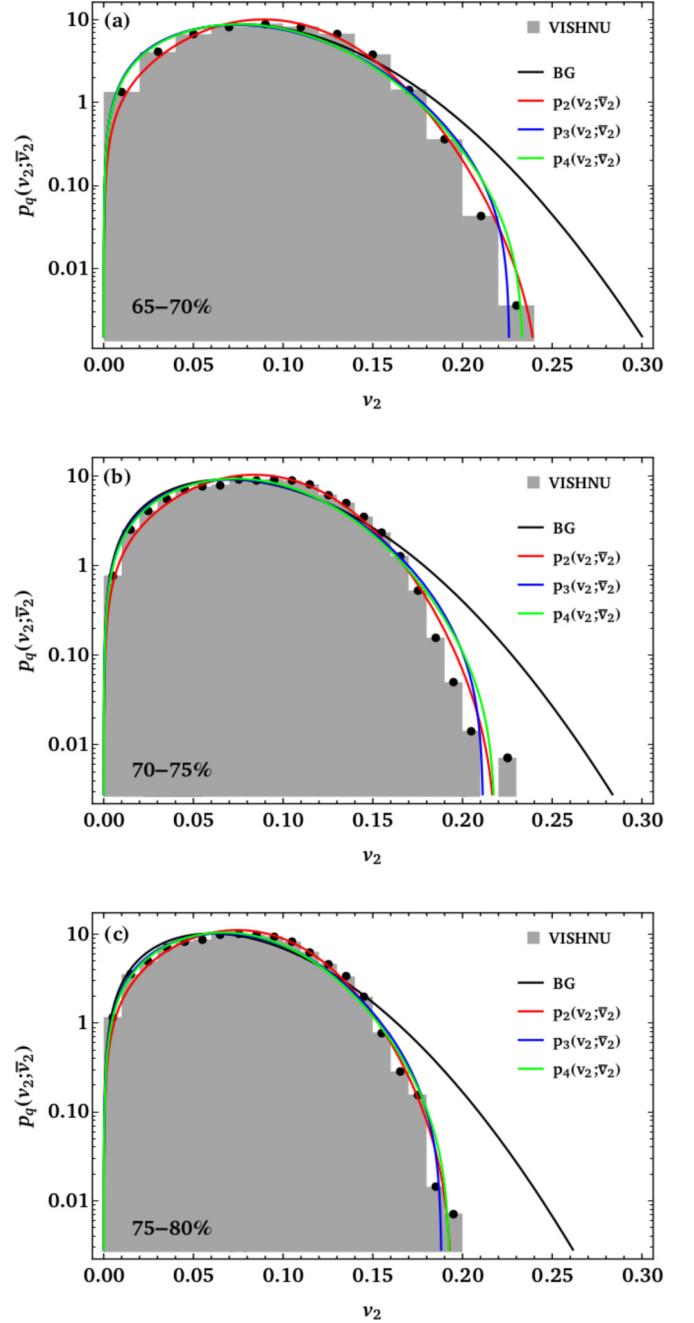 (a)
VISHNU
BG
p₂(v₂;v̄₂)
p₃(v₂;v̄₂)
p₄(v₂;v̄₂)
p_q(v₂;v̄₂)
10
1
0.10
0.01
65–70%
0.00 0.05 0.10 0.15 0.20 0.25 0.30
v₂
(b)
VISHNU
BG
p₂(v₂;v̄₂)
p₃(v₂;v̄₂)
p₄(v₂;v̄₂)
p_q(v₂;v̄₂)
10
1
0.10
0.01
70–75%
0.00 0.05 0.10 0.15 0.20 0.25 0.30
v₂
(c)
VISHNU
BG
p₂(v₂;v̄₂)
p₃(v₂;v̄₂)
p₄(v₂;v̄₂)
p_q(v₂;v̄₂)
10
1
0.10
0.01
75–80%
0.00 0.05 0.10 0.15 0.20 0.25 0.30
v₂